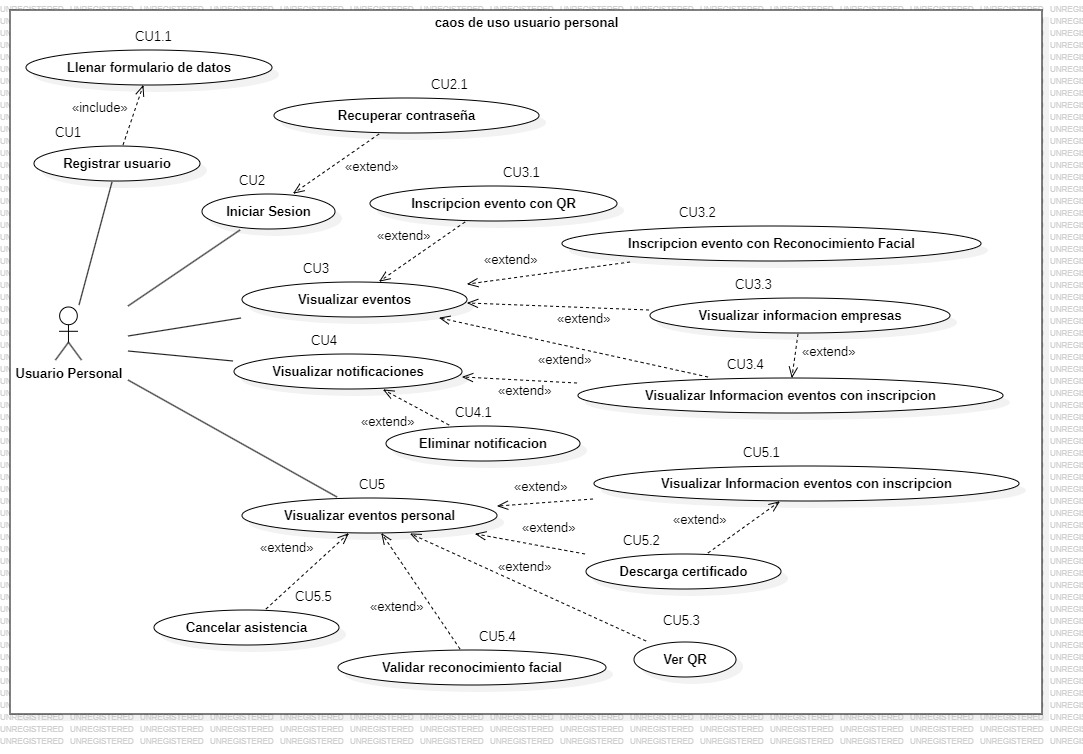 caos de uso usuario personal
CU1.1
Llenar formulario de datos
«include»
CU1
Registrar usuario
CU2.1
Recuperar contraseña
«extend»
CU2
Iniciar Sesion
CU3.1
Inscripcion evento con QR
«extend»
CU3.2
Inscripcion evento con Reconocimiento Facial
«extend»
CU3
Visualizar eventos
CU3.3
Visualizar informacion empresas
«extend»
«extend»
CU3.4
Visualizar Informacion eventos con inscripcion
«extend»
«extend»
CU4
Visualizar notificaciones
Usuario Personal
CU4.1
Eliminar notificacion
«extend»
CU5.1
Visualizar Informacion eventos con inscripcion
«extend»
CU5
Visualizar eventos personal
«extend»
«extend»
CU5.2
Descarga certificado
«extend»
«extend»
CU5.5
Cancelar asistencia
«extend»
CU5.4
Validar reconocimiento facial
CU5.3
Ver QR
UNREGISTERED